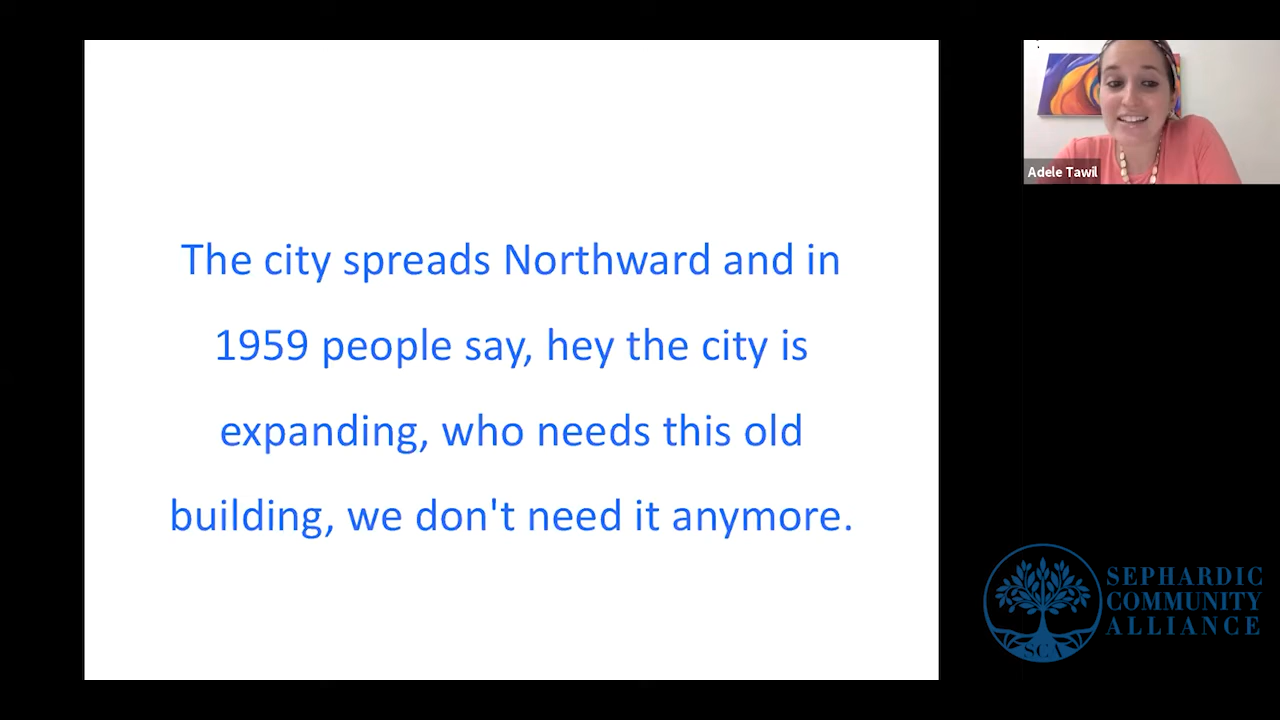 The city spreads Northward and in
1959 people say, hey the city is
expanding, who needs this old
building, we don't need it anymore.
Adele Tawil
SEPHARDIC
COMMUNITY
ALLIANCE
SCA